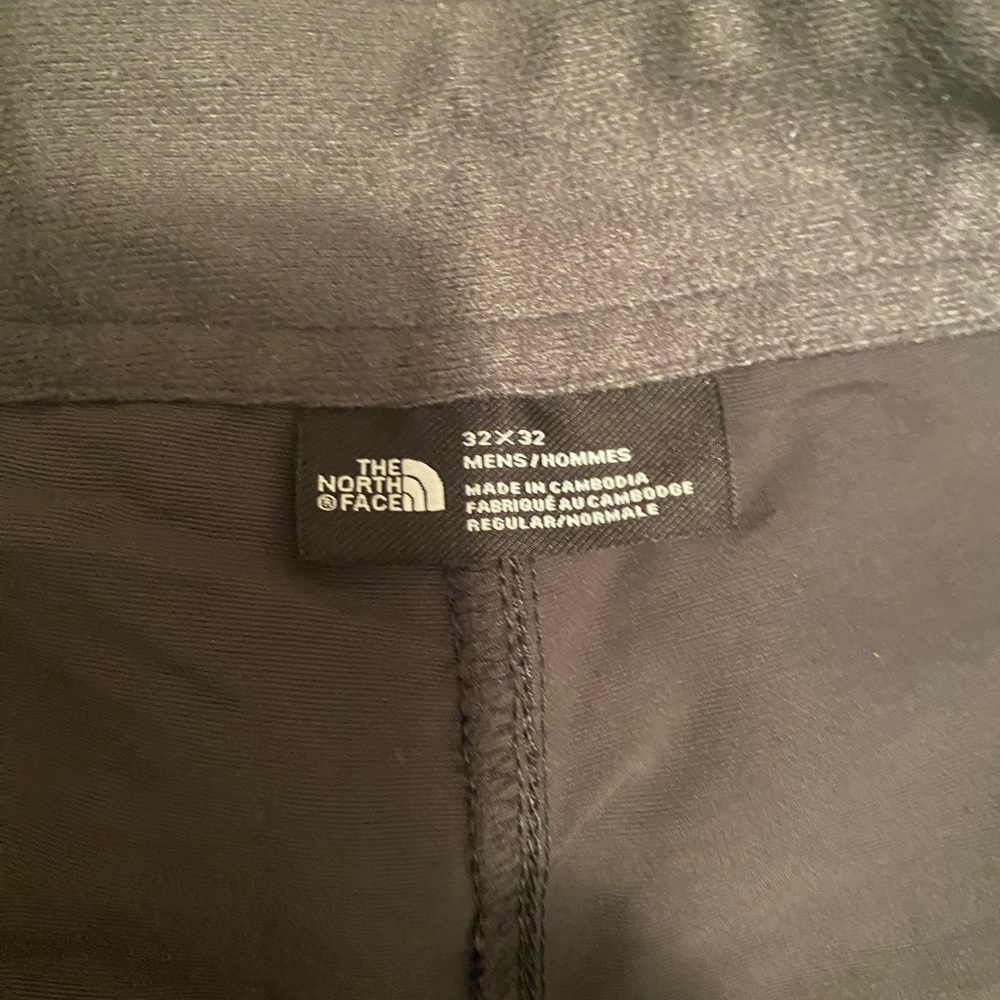 THE
NORTH
® FACE
32X32
MENS/HOMMES
MADE IN CAMBODIA
FABRIQUÉ AU CAMBODGE
REGULAR/NORMALE